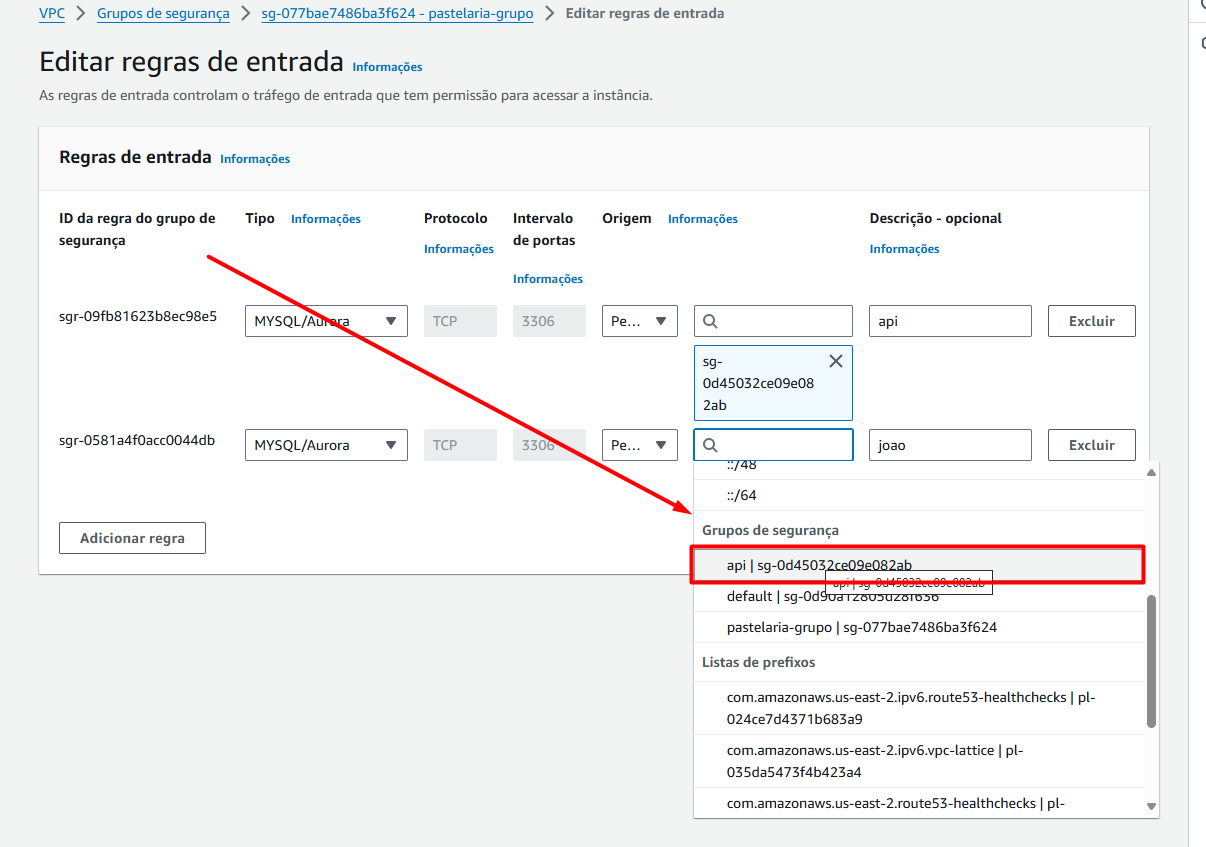 VPC > Grupos de segurança > sg-077bae7486ba3f624 - pastelaria-grupo > Editar regras de entrada
Editar regras de entrada Informações
As regras de entrada controlam o tráfego de entrada que tem permissão para acessar a instância.
Regras de entrada Informações
ID da regra do grupo de segurança
Tipo Informações
Protocolo
Informações
Intervalo
de portas
Informações
Origem Informações
Descrição - opcional
Informações
sgr-09fb81623b8ec98e5
MYSQL/Aurora
TCP
3306
Pe...
api
Excluir
sg-
0d45032ce09e08
2ab
sgr-0581a4f0acc0044db
MYSQL/Aurora
TCP
3306
Pe...
joao
Excluir
::/48
::/64
Adicionar regra
Grupos de segurança
api | sg-0d45032ce09e082ab
api | sg-0d45032ce09e082ab
default | sg-0d90a12805d28f636
pastelaria-grupo | sg-077bae7486ba3f624
Listas de prefixos
com.amazonaws.us-east-2.ipv6.route53-healthchecks | pl-
024ce7d4371b683a9
com.amazonaws.us-east-2.ipv6.vpc-lattice | pl-
035da5473f4b423a4
com.amazonaws.us-east-2.route53-healthchecks | pl-